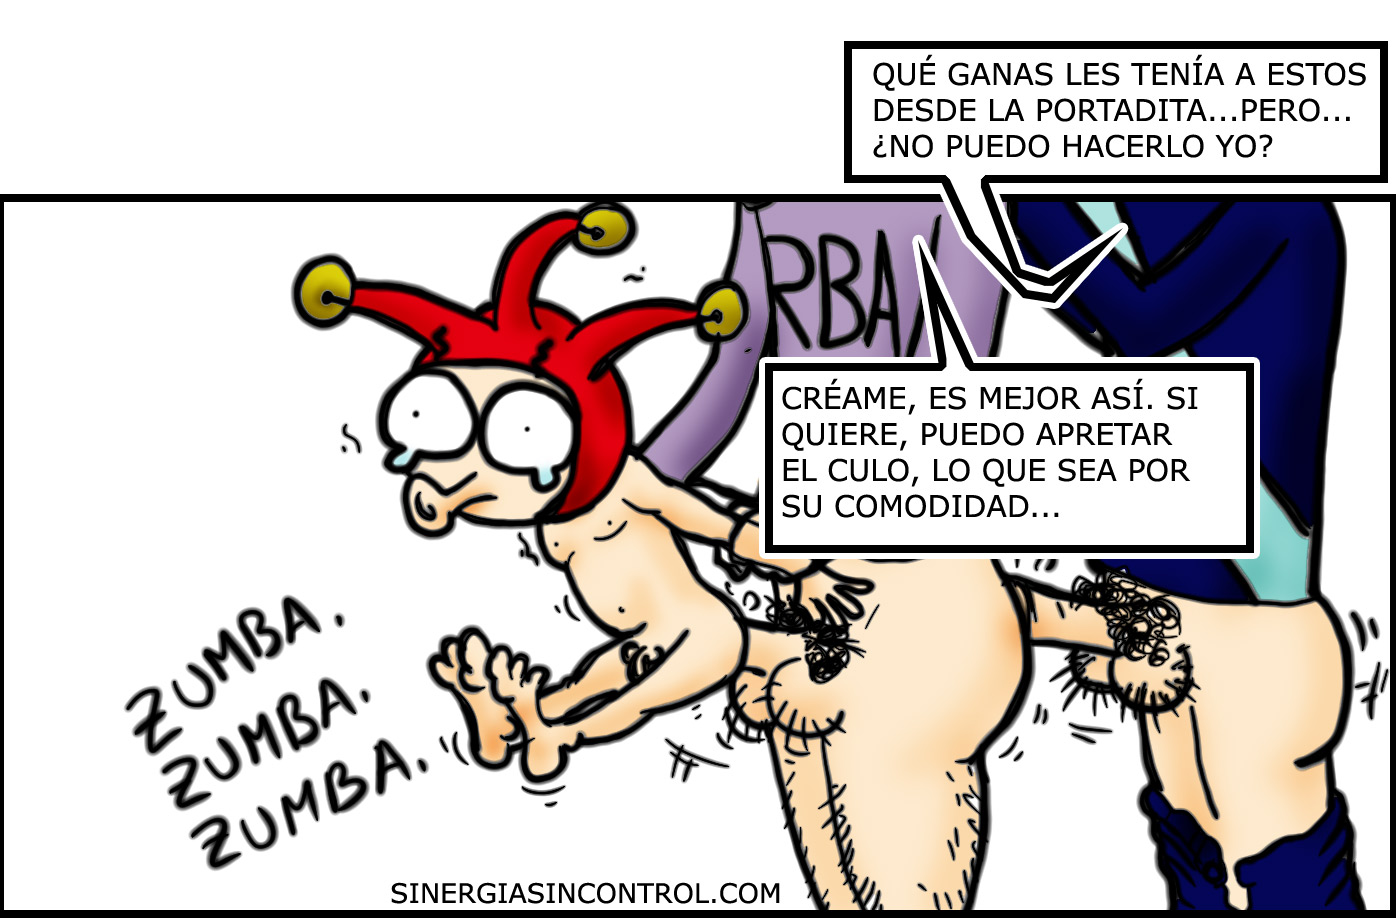 QUÉ GANAS LES TENÍA A ESTOS
DESDE LA PORTADITA...PERO...
¿NO PUEDO HACERLO YO?
RBA
CRÉAME, ES MEJOR ASÍ. SI
QUIERE, PUEDO APRETAR
EL CULO, LO QUE SEA POR
SU COMODIDAD...
ZUMBA.
ZUMBA.
ZUMBA.
SINERGIASINCONTROL.COM